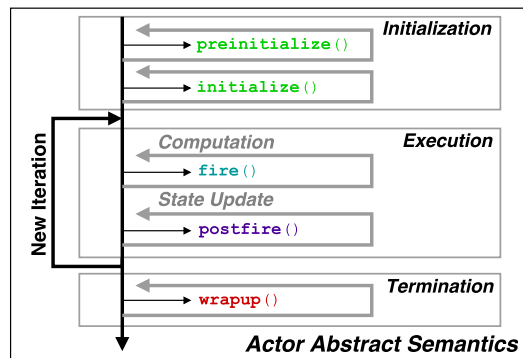 Initialization
preinitialize()
initialize()
New Iteration
Computation
Execution
fire()
State Update
postfire()
Termination
wrapup()
Actor Abstract Semantics